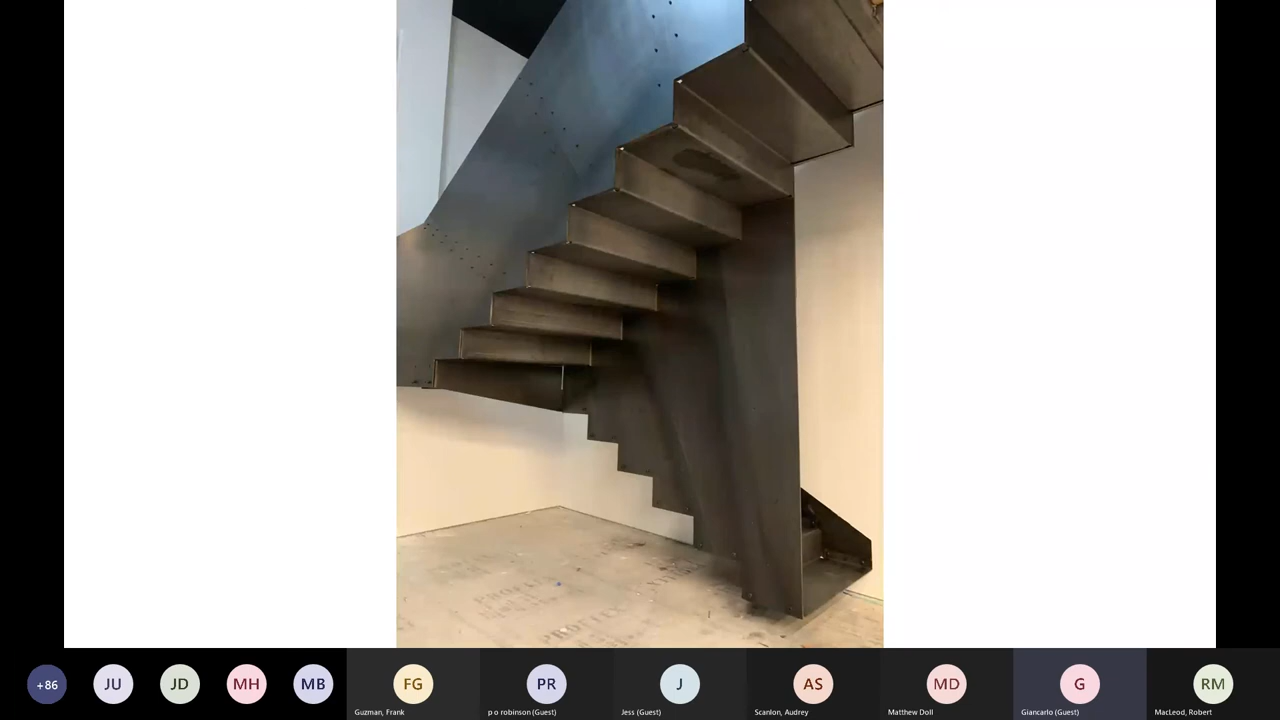 +86
JU
JD
MH
MB
FG
PR
J
AS
MD
G
RM
Guzman, Frank
p o robinson (Guest)
Jess (Guest)
Scanlon, Audrey
Matthew Doll
Giancarlo (Guest)
MacLeod, Robert